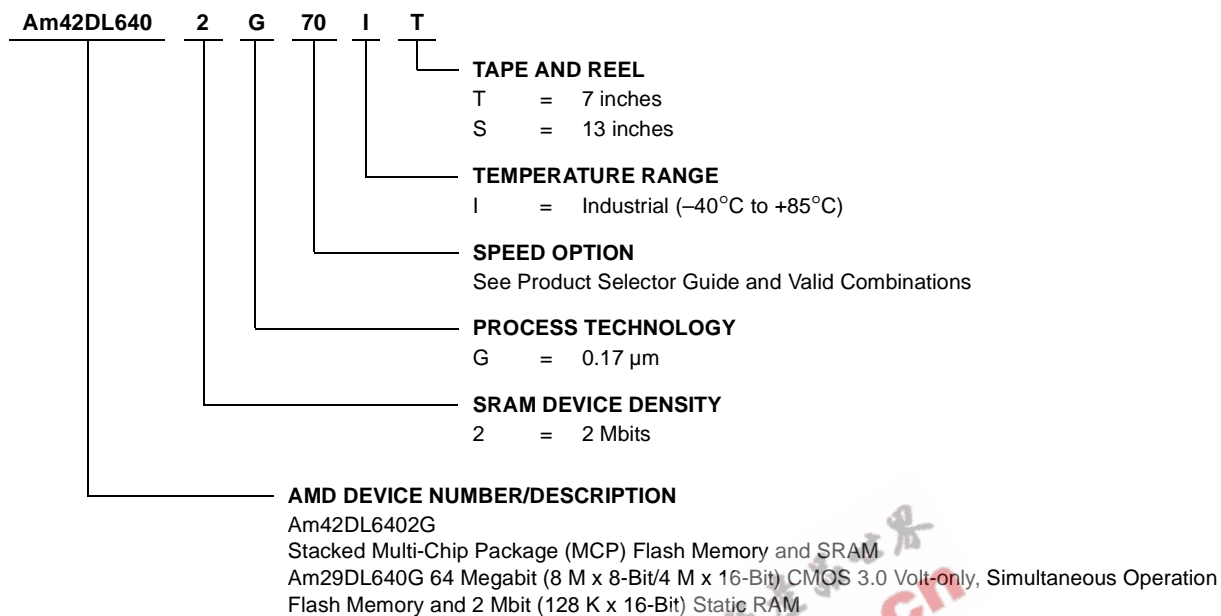 Am42DL640 2 G 70 I T
TAPE AND REEL
T = 7 inches
S = 13 inches
TEMPERATURE RANGE
I = Industrial (–40°C to +85°C)
SPEED OPTION
See Product Selector Guide and Valid Combinations
PROCESS TECHNOLOGY
G = 0.17 µm
SRAM DEVICE DENSITY
2 = 2 Mbits
AMD DEVICE NUMBER/DESCRIPTION
Am42DL6402G
Stacked Multi-Chip Package (MCP) Flash Memory and SRAM
Am29DL640G 64 Megabit (8 M x 8-Bit/4 M x 16-Bit) CMOS 3.0 Volt-only, Simultaneous Operation
Flash Memory and 2 Mbit (128 K x 16-Bit) Static RAM